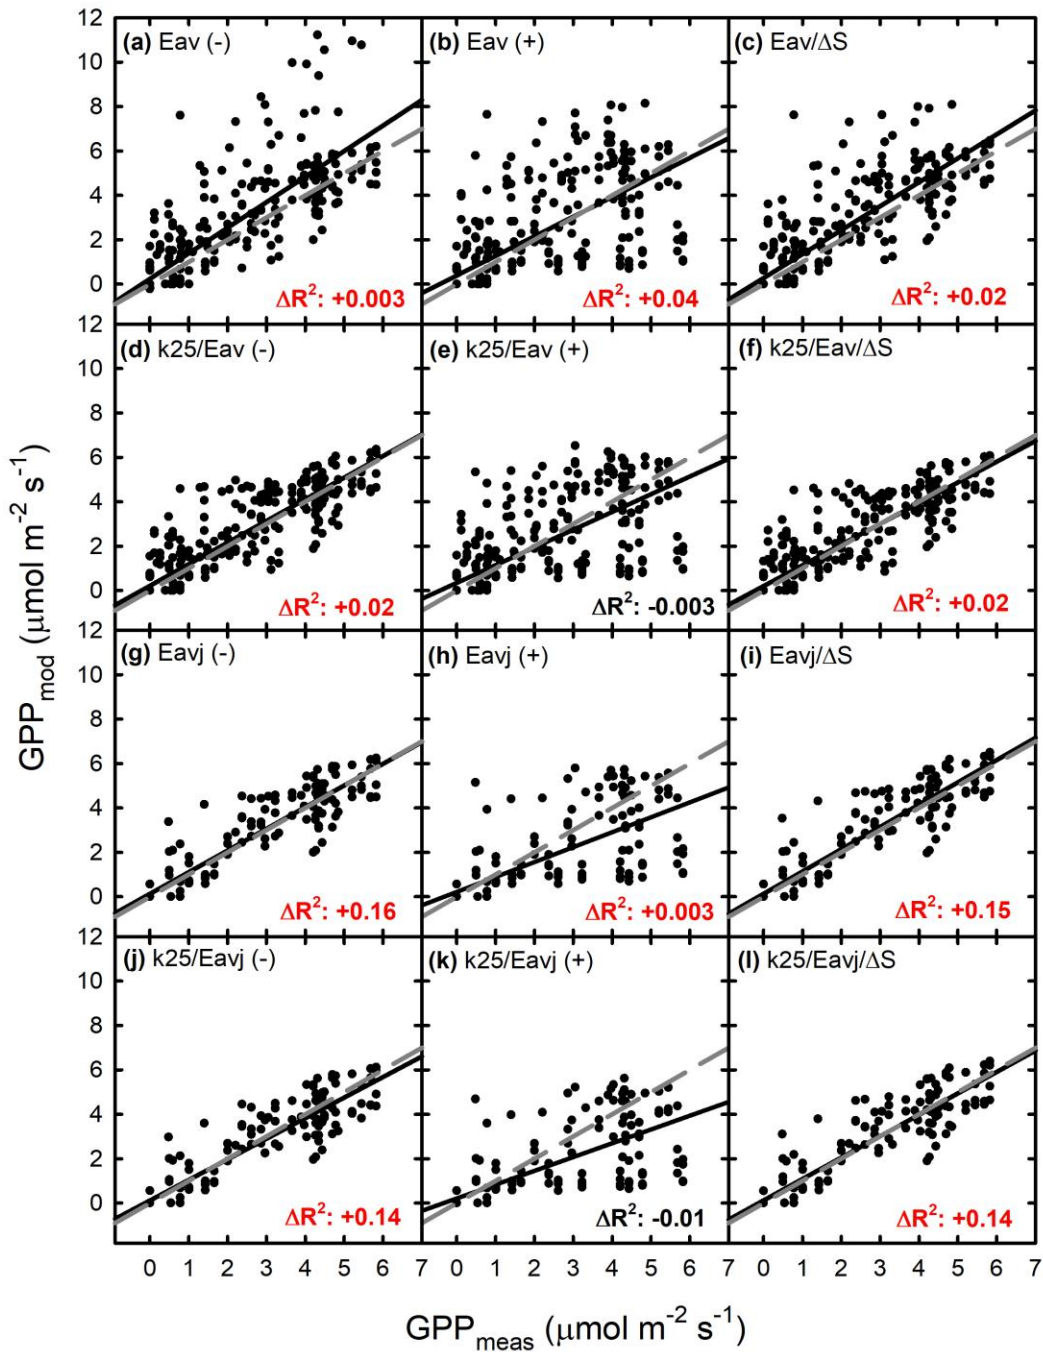 12
10
8
6
4
2
0
(a) Eav (-)
ΔR²: +0.003
(b) Eav (+)
ΔR²: +0.04
(c) Eav/ΔS
ΔR²: +0.02
12
10
8
6
4
2
0
(d) k25/Eav (-)
ΔR²: +0.02
(e) k25/Eav (+)
ΔR²: -0.003
(f) k25/Eav/ΔS
ΔR²: +0.02
GPPmod (μmol m⁻² s⁻¹)
12
10
8
6
4
2
0
(g) Eavj (-)
ΔR²: +0.16
(h) Eavj (+)
ΔR²: +0.003
(i) Eavj/ΔS
ΔR²: +0.15
12
10
8
6
4
2
0
(j) k25/Eavj (-)
ΔR²: +0.14
(k) k25/Eavj (+)
ΔR²: -0.01
(l) k25/Eavj/ΔS
ΔR²: +0.14
0 1 2 3 4 5 6 7 0 1 2 3 4 5 6 7 0 1 2 3 4 5 6 7
GPPmeas (μmol m⁻² s⁻¹)